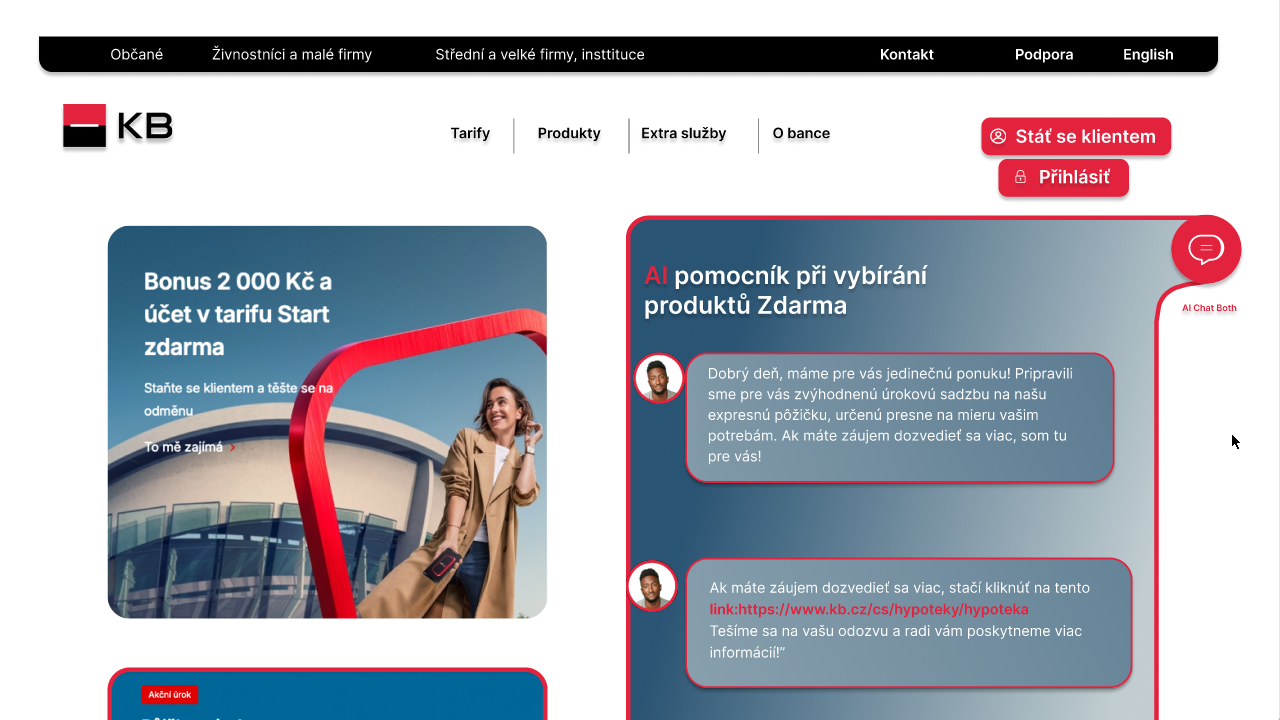 Občané Živnostníci a malé firmy Střední a velké firmy, insttituce Kontakt Podpora English
KB
Tarify Produkty Extra služby O bance
Stáť se klientem
Přihlásiť
Bonus 2 000 Kč a
účet v tarifu Start
zdarma
Staňte se klientem a těšte se na
odměnu
To mě zajímá
Akční úrok
AI pomocník při vybírání
produktů Zdarma
AI Chat Both
Dobrý deň, máme pre vás jedinečnú ponuku! Pripravili
sme pre vás zvýhodnenú úrokovú sadzbu na našu
expresnú pôžičku, určenú presne na mieru vašim
potrebám. Ak máte záujem dozvedieť sa viac, som tu
pre vás!
Ak máte záujem dozvedieť sa viac, stačí kliknúť na tento
link:https://www.kb.cz/cs/hypoteky/hypoteka
Tešíme sa na vašu odozvu a radi vám poskytneme viac
informácií!”